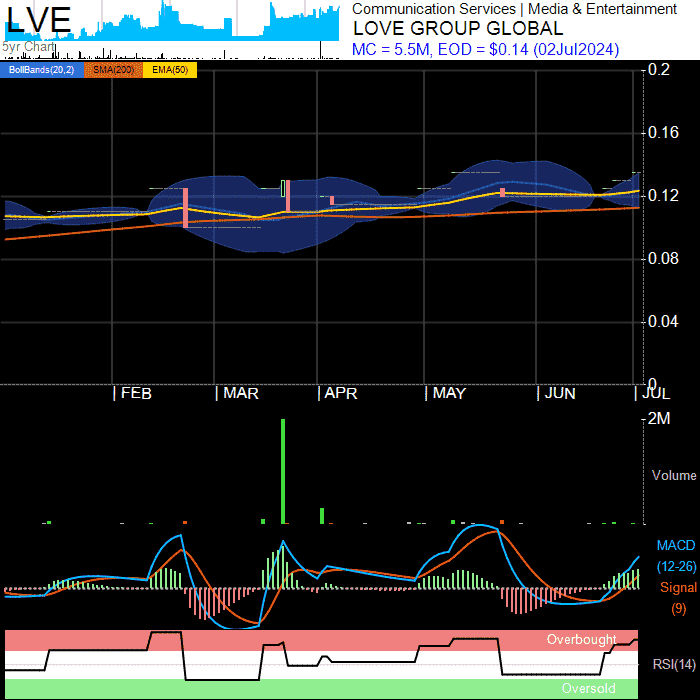 LVE
5yr Chart
Communication Services | Media & Entertainment
LOVE GROUP GLOBAL
MC = 5.5M, EOD = $0.14 (02Jul2024)
BollBands(20,2) SMA(200) EMA(50)
0.2
0.16
0.12
0.08
0.04
0
FEB MAR APR MAY JUN JUL
2M
Volume
MACD
(12-26)
Signal
(9)
Overbought
RSI(14)
Oversold